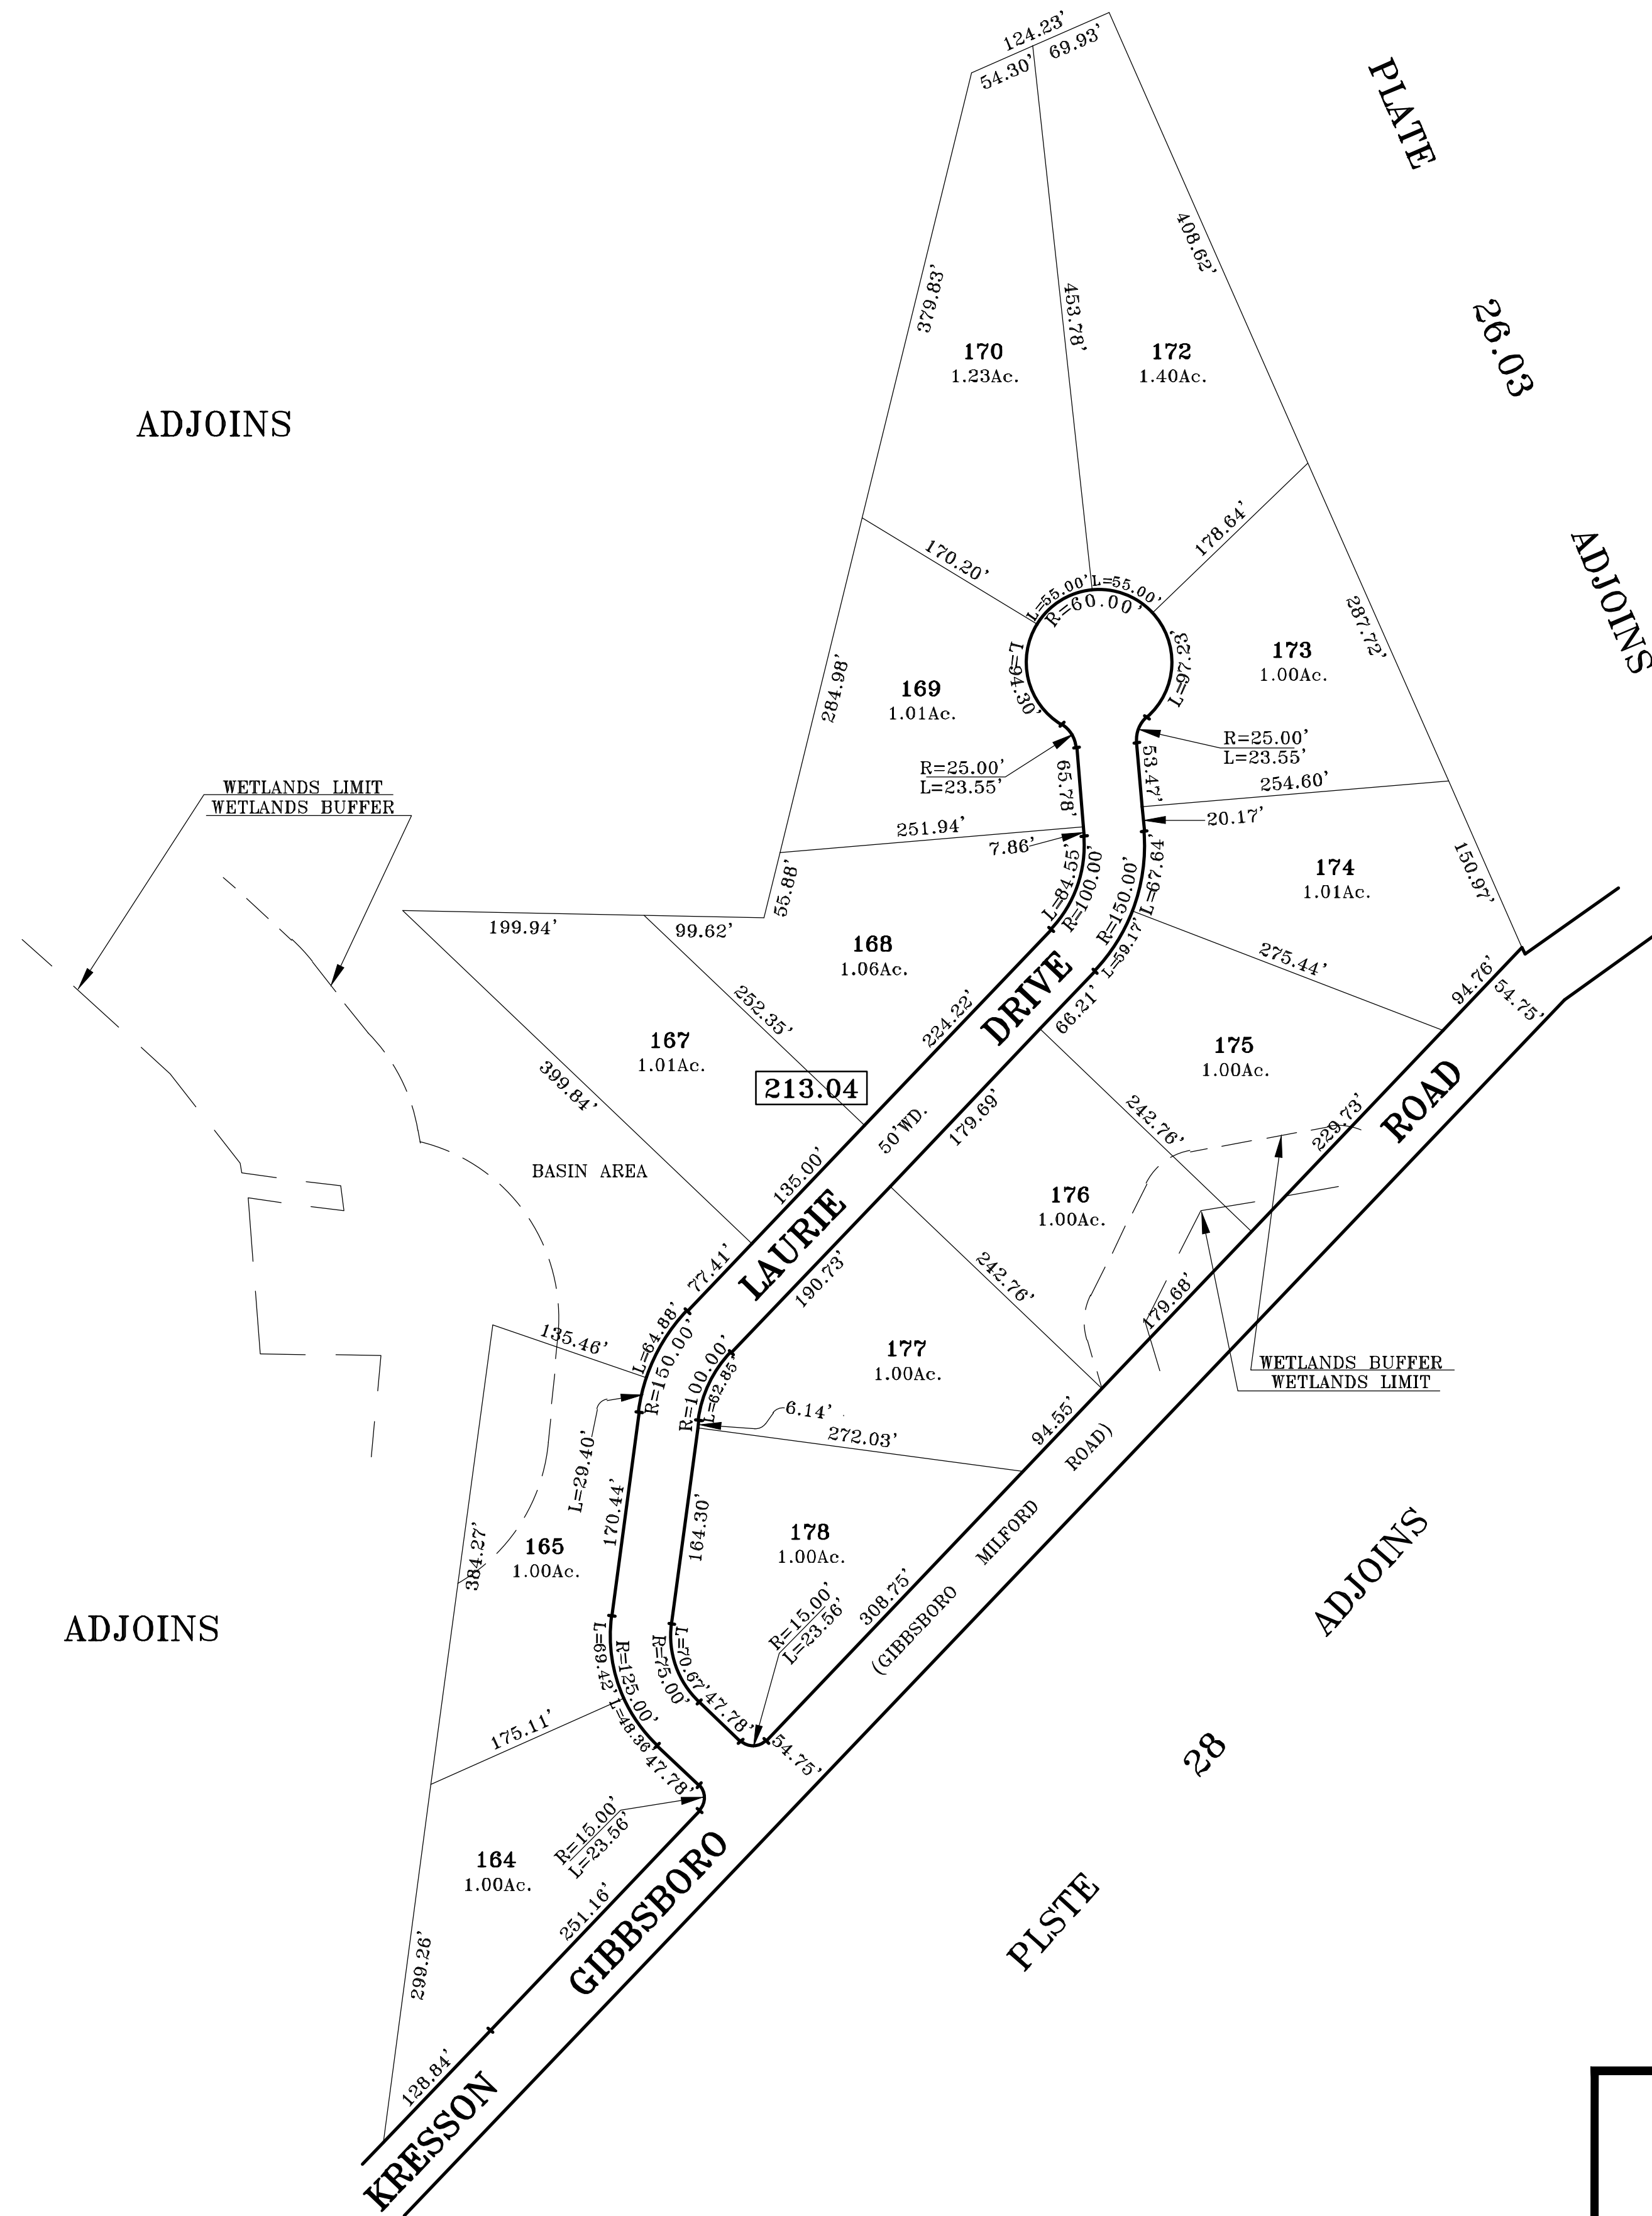 124.23'
54.30'
69.93'
PLATE
26.03
ADJOINS
408.62'
379.83'
453.78'
170
1.23Ac.
172
1.40Ac.
ADJOINS
178.64'
170.20'
L=55.00'
L=55.00'
R=60.00'
287.72'
173
1.00Ac.
L=97.23'
L=94.30'
284.98'
169
1.01Ac.
R=25.00'
L=23.55'
R=25.00'
L=23.55'
53.47'
65.78'
254.60'
20.17'
251.94'
7.86'
WETLANDS LIMIT
WETLANDS BUFFER
55.88'
L=84.55'
R=100.00'
R=150.00'
L=67.64'
L=59.17'
174
1.01Ac.
150.97'
199.94'
99.62'
168
1.06Ac.
275.44'
94.76'
54.75'
252.35'
224.22'
DRIVE
66.21'
167
1.01Ac.
175
1.00Ac.
399.84'
213.04
50'WD.
179.69'
242.76'
229.73'
ROAD
BASIN AREA
135.00'
LAURIE
176
1.00Ac.
77.41'
190.73'
242.76'
179.68'
135.46'
L=64.88'
R=150.00'
R=100.00'
L=62.85'
177
1.00Ac.
WETLANDS BUFFER
WETLANDS LIMIT
6.14'
272.03'
94.55'
L=29.40'
170.44'
164.30'
ROAD)
MILFORD
(GIBBSBORO
384.27'
165
1.00Ac.
178
1.00Ac.
308.75'
ADJOINS
ADJOINS
R=15.00'
L=23.56'
L=69.42'
R=125.00'
L=48.36'
R=75.00'
L=70.67'
47.78'
54.75'
175.11'
47.78'
28
R=15.00'
L=23.56'
164
1.00Ac.
251.16'
GIBBSBORO
PLSTE
299.26'
128.84'
KRESSON